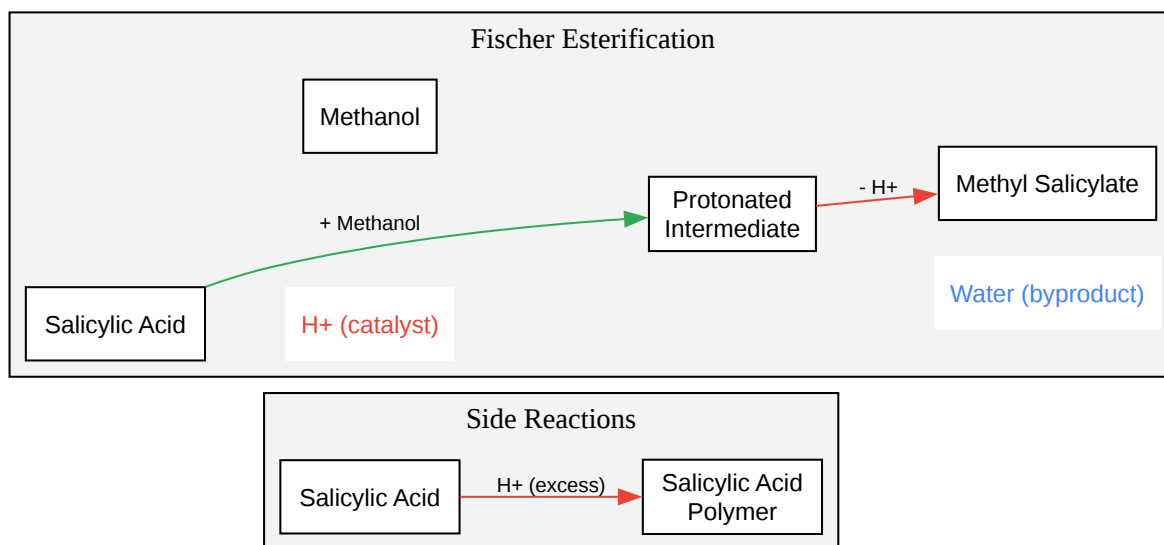 Fischer Esterification
Methanol
Protonated
Intermediate
- H+
Methyl Salicylate
+ Methanol
Salicylic Acid
H+ (catalyst)
Water (byproduct)
Side Reactions
Salicylic Acid
H+ (excess)
Salicylic Acid
Polymer